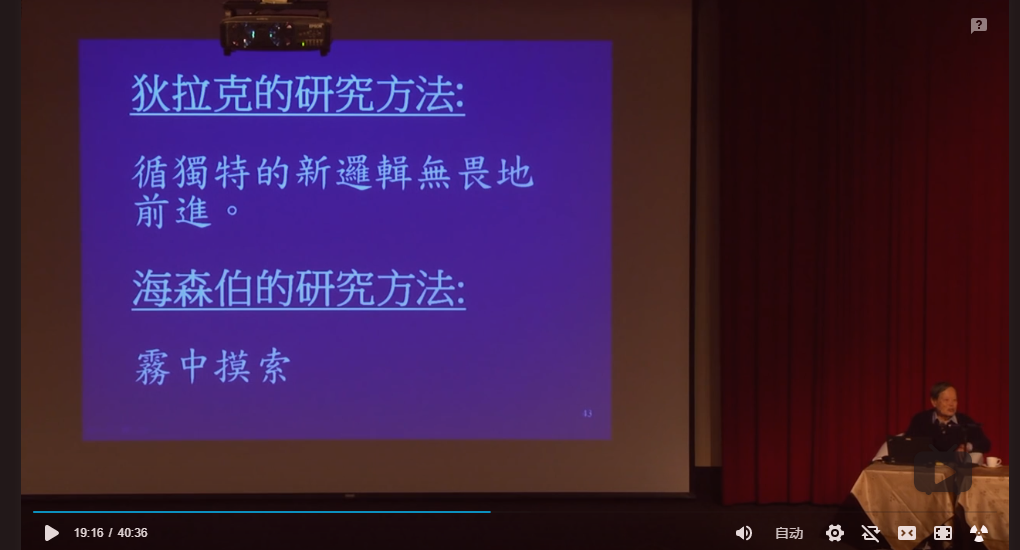 狄拉克的研究方法:
循獨特的新邏輯無畏地
前進。
海森伯的研究方法:
霧中摸索
19:16 / 40:36
自动